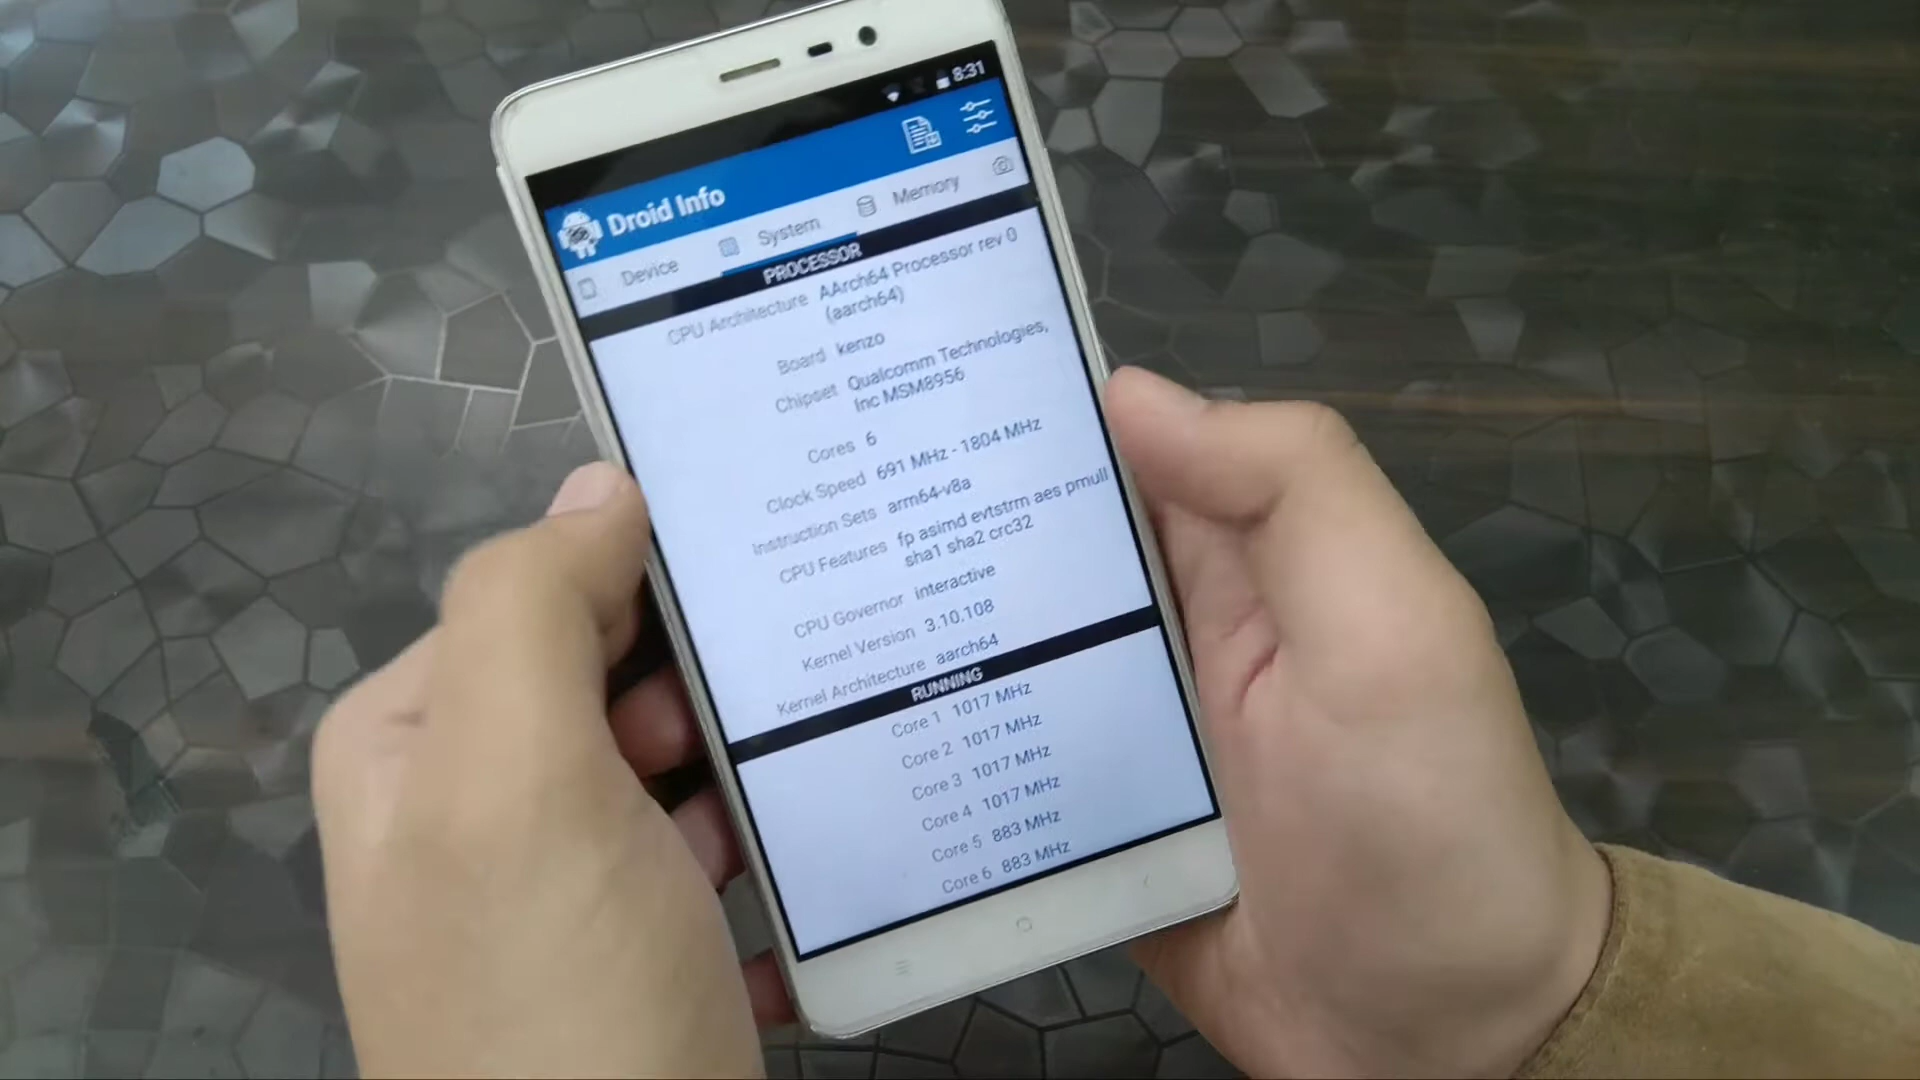 8:31
Droid Info
Device System Memory
PROCESSOR
CPU Architecture AArch64 Processor rev 0
(aarch64)
Board kenzo
Chipset Qualcomm Technologies,
Inc MSM8956
Cores 6
Clock Speed 691 MHz - 1804 MHz
Instruction Sets arm64-v8a
CPU Features fp asimd evtstrm aes pmull
sha1 sha2 crc32
CPU Governor interactive
Kernel Version 3.10.108
Kernel Architecture aarch64
RUNNING
Core 1 1017 MHz
Core 2 1017 MHz
Core 3 1017 MHz
Core 4 1017 MHz
Core 5 883 MHz
Core 6 883 MHz